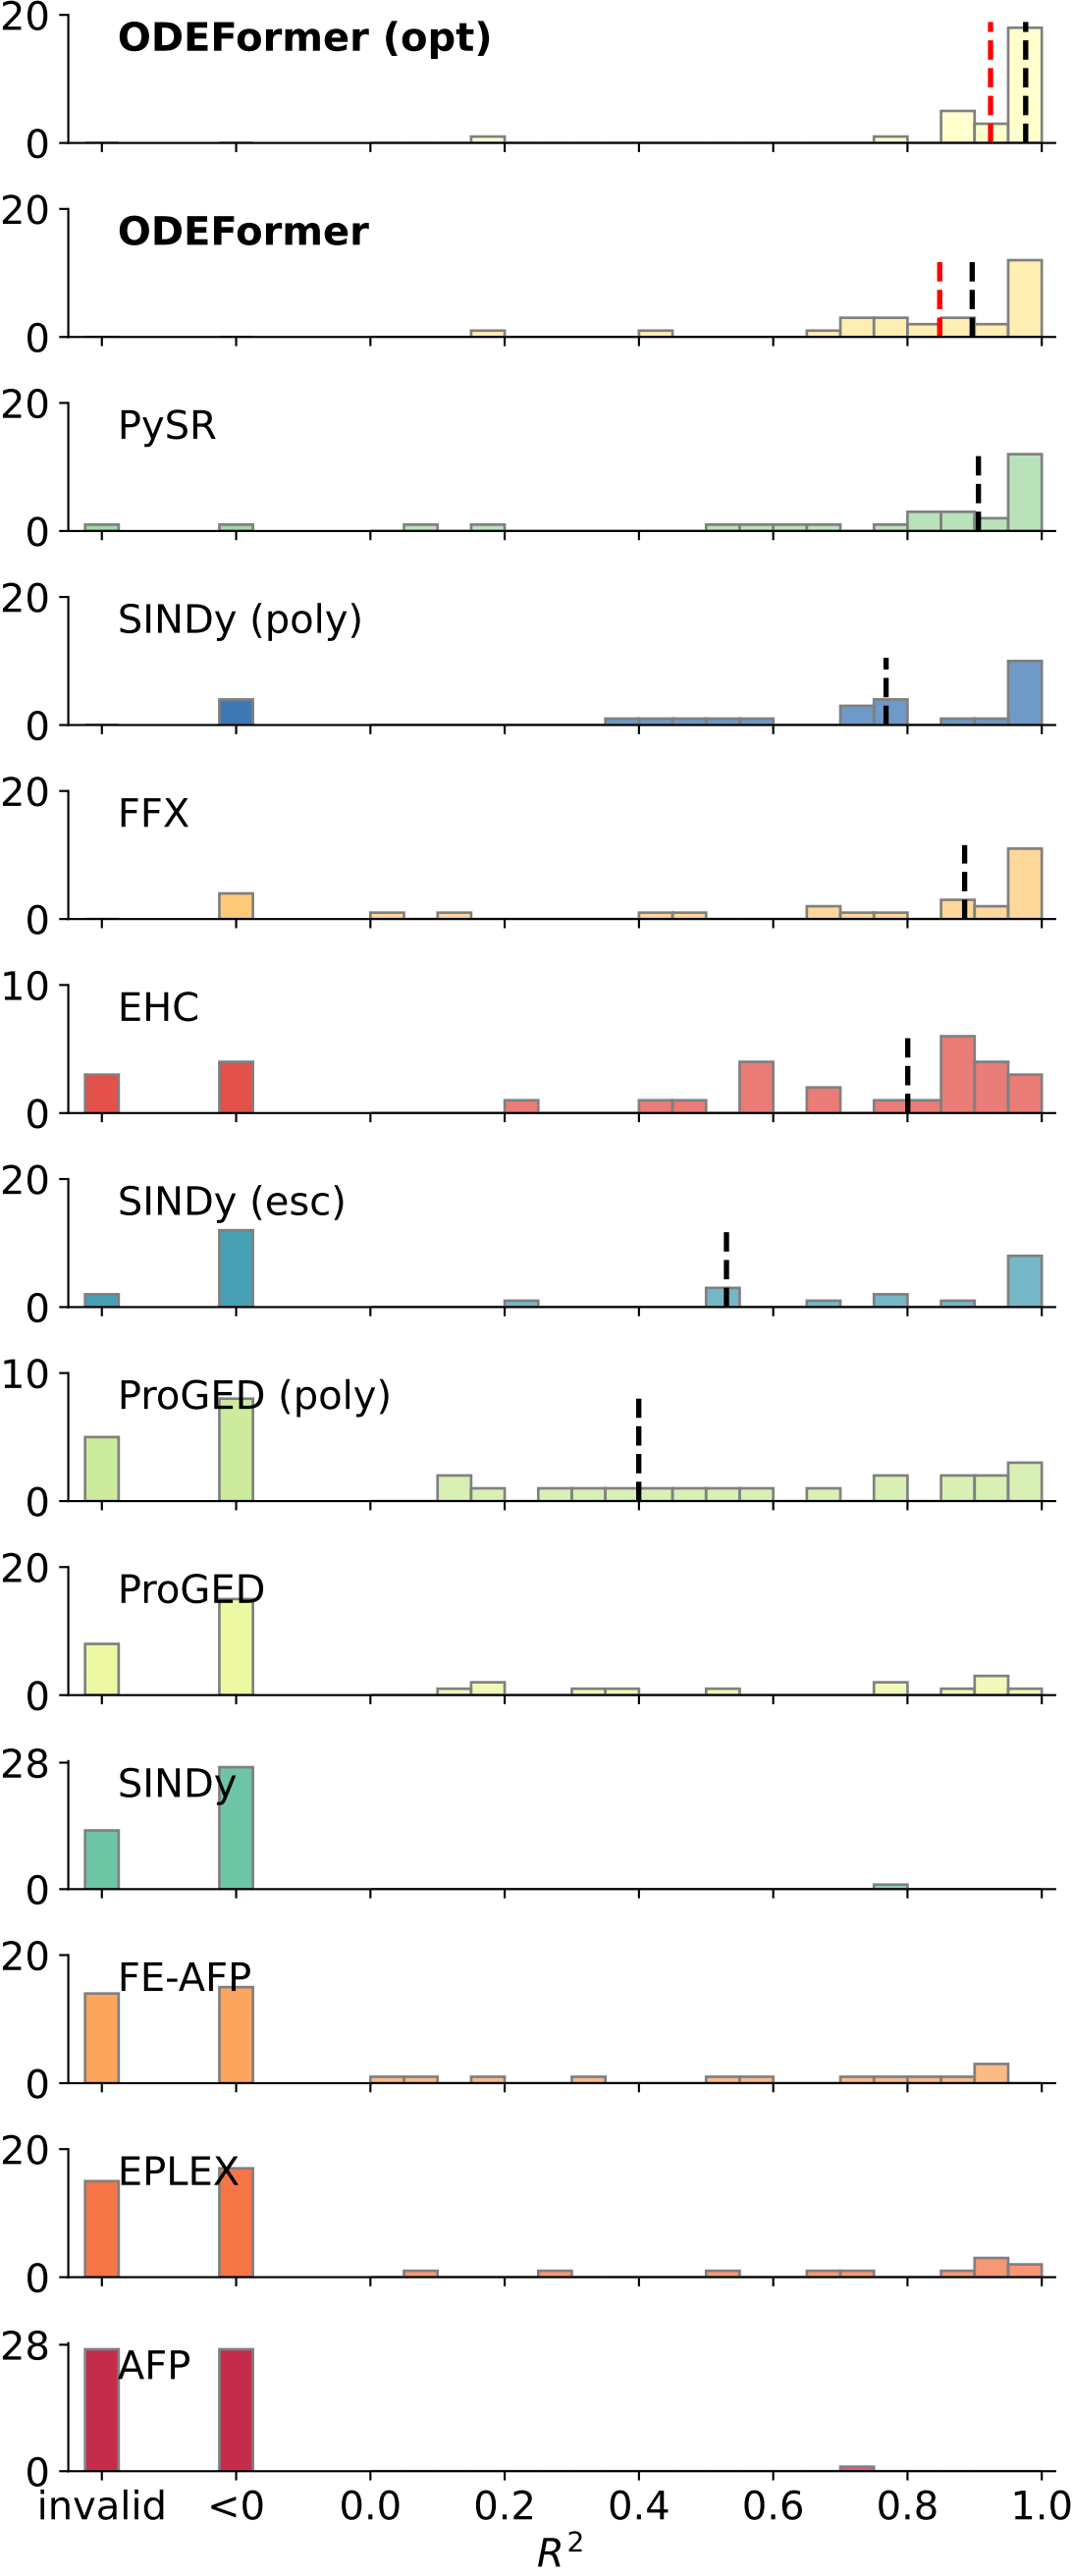 20
ODEFormer (opt)
0
20
ODEFormer
0
20
PySR
0
20
SINDy (poly)
0
20
FFX
0
10
EHC
0
20
SINDy (esc)
0
10
ProGED (poly)
0
20
ProGED
0
28
SINDy
0
20
FE-AFP
0
20
EPLEX
0
28
AFP
0
invalid <0 0.0 0.2 0.4 0.6 0.8 1.0
R²